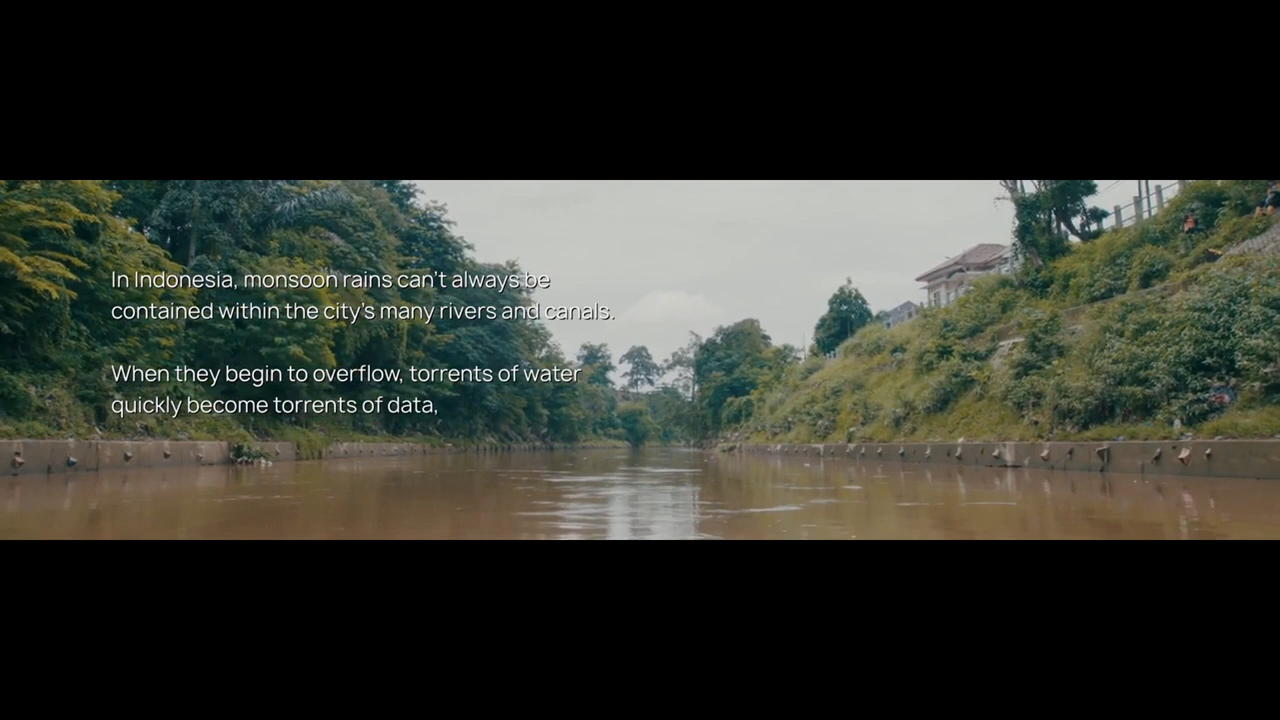 In Indonesia, monsoon rains can't always be
contained within the city's many rivers and canals.
When they begin to overflow, torrents of water
quickly become torrents of data,